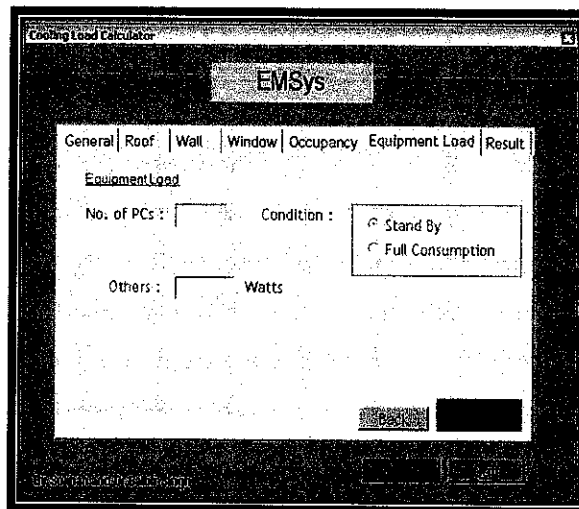 Cooling Load Calculator
EMSys
General Roof Wall Window Occupancy Equipment Load Result
Equipment Load
No. of PCs : Condition : Stand By
Full Consumption
Others : Watts
Back